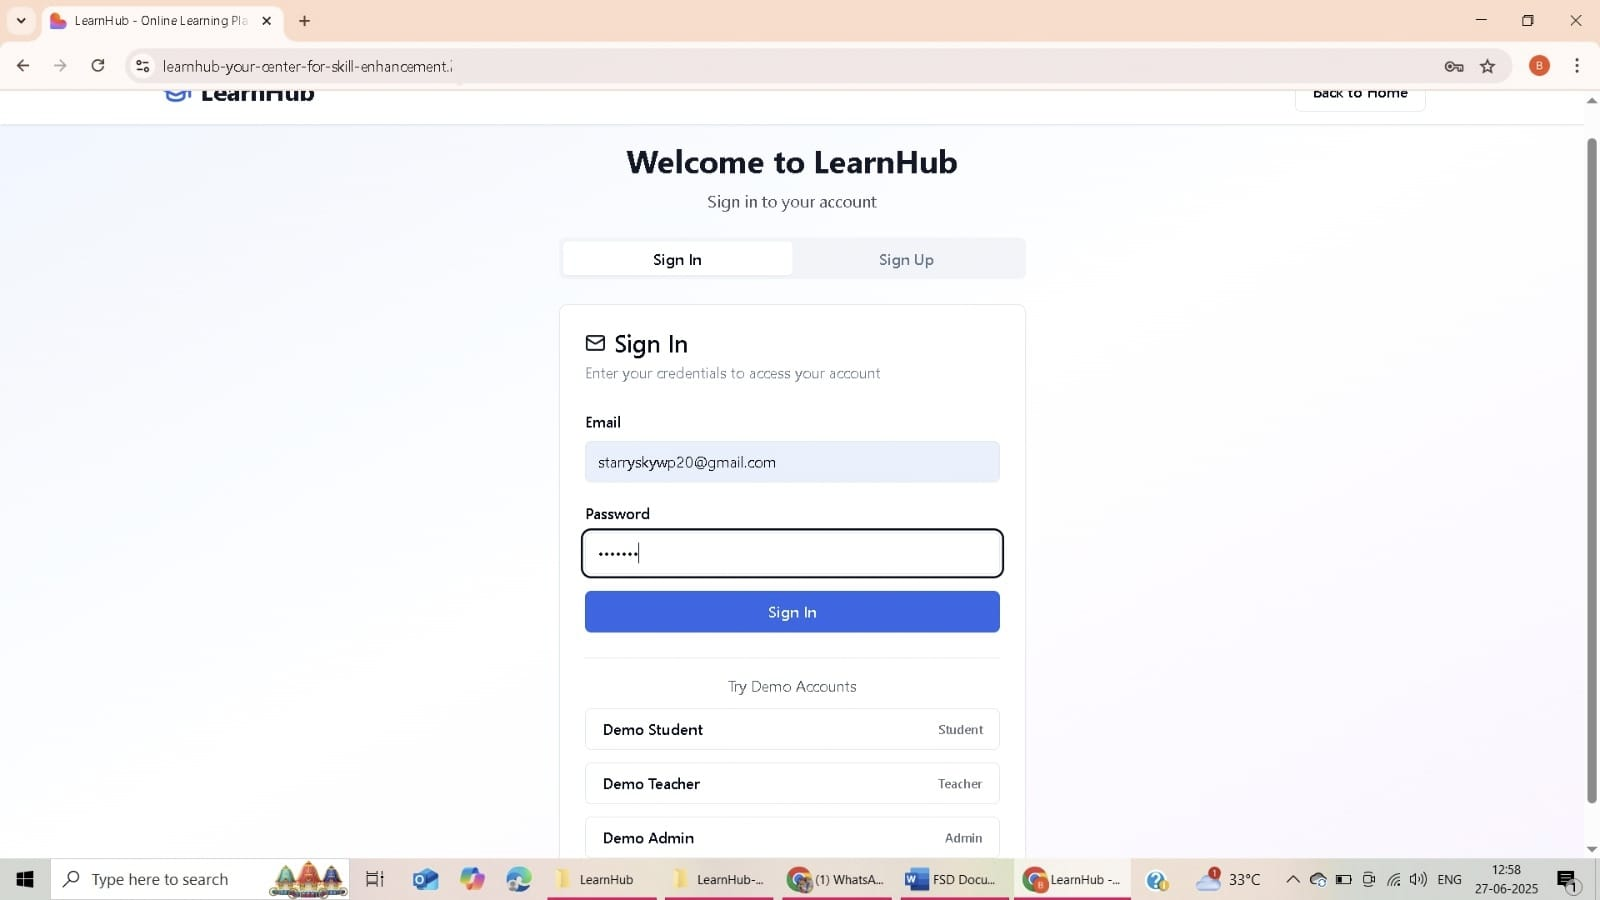 LearnHub - Online Learning Pla
learnhub-your-center-for-skill-enhancement.
B
LearnHub
Back to Home
Welcome to LearnHub
Sign in to your account
Sign In
Sign Up
Sign In
Enter your credentials to access your account
Email
starryskywp20@gmail.com
Password
Sign In
Try Demo Accounts
Demo Student
Student
Demo Teacher
Teacher
Demo Admin
Admin
Type here to search
LearnHub
LearnHub-...
(1) WhatsA...
FSD Docu...
LearnHub -...
1
33°C
ENG
12:58
27-06-2025
1